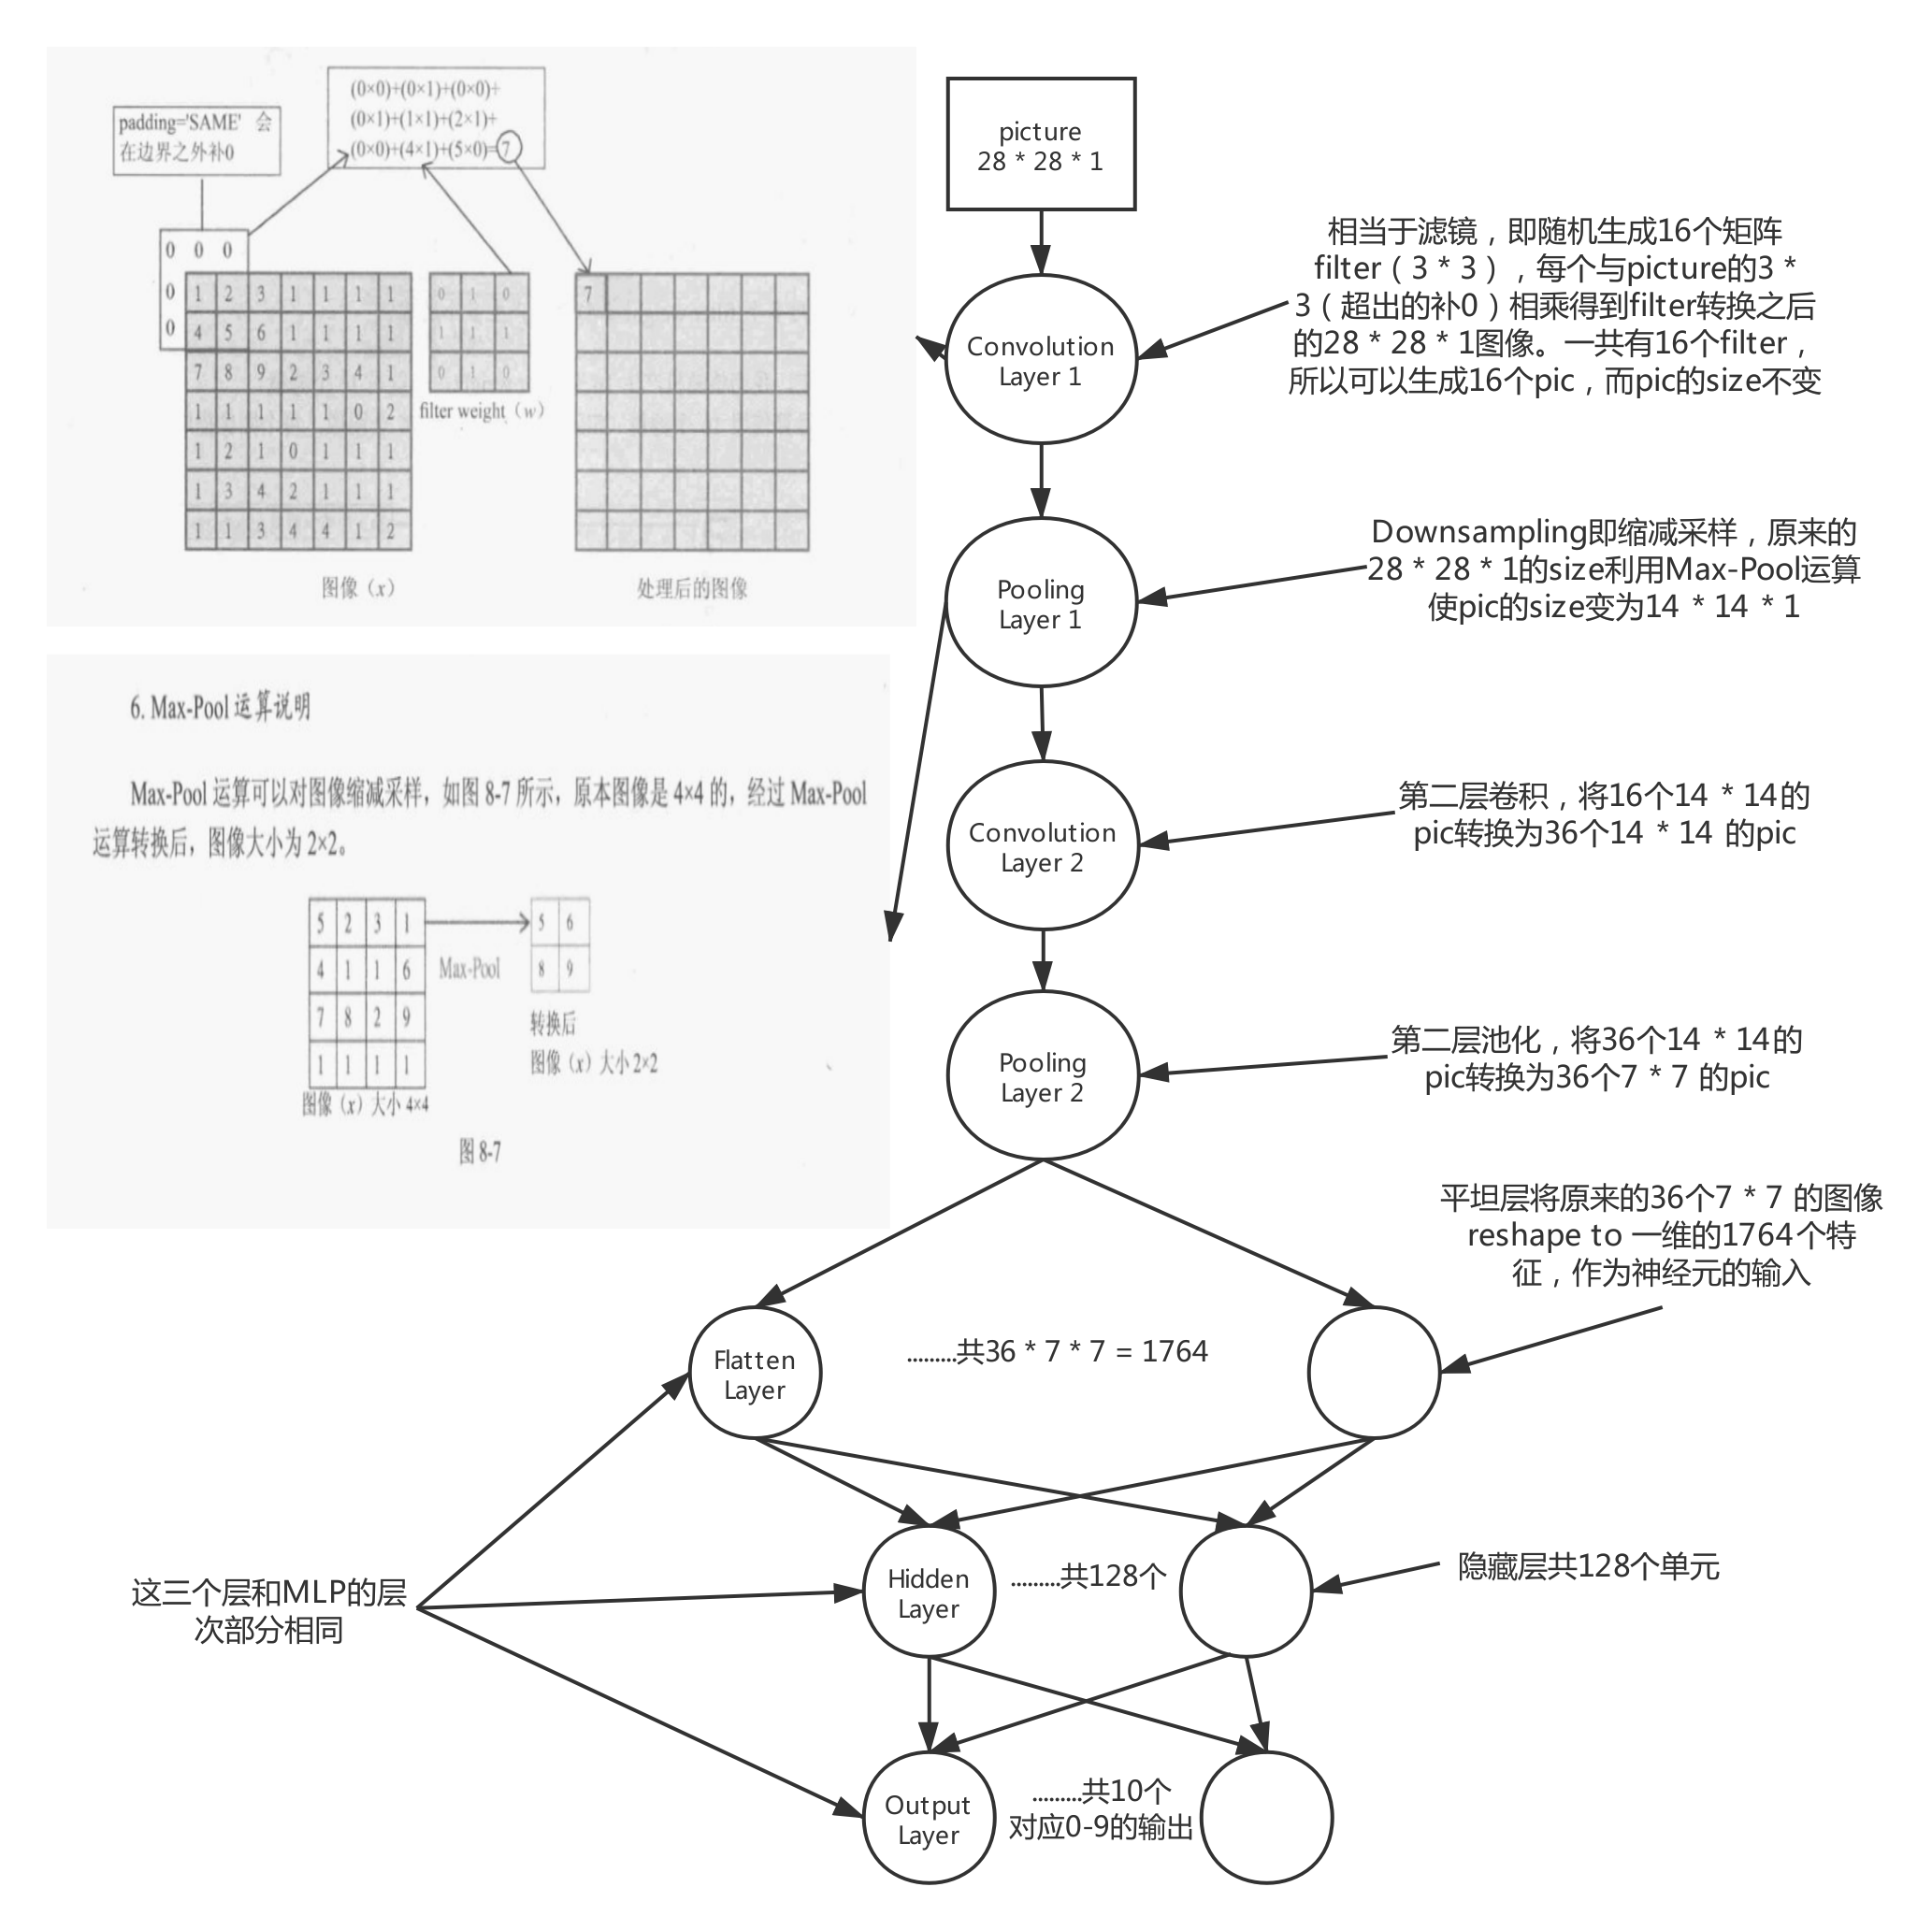 (0×0)+(0×1)+(0×0)+
(0×1)+(1×1)+(2×1)+
(0×0)+(4×1)+(5×0)=7
padding='SAME' 会
在边界之外补0
0 0 0
0 1 2 3 1 1 1 1
0 4 5 6 1 1 1 1
7 8 9 2 3 4 1
1 1 1 1 1 0 2
1 2 1 0 1 1 1
1 3 4 2 1 1 1
1 1 3 4 4 1 2
图像（x）
0 1 0
1 1 1
0 1 0
filter weight（w）
7
处理后的图像
6. Max-Pool 运算说明
Max-Pool 运算可以对图像缩减采样，如图 8-7 所示，原本图像是 4×4 的，经过 Max-Pool
运算转换后，图像大小为 2×2。
5 2 3 1
4 1 1 6
7 8 2 9
1 1 1 1
图像（x）大小 4×4
Max-Pool
5 6
8 9
转换后
图像（x）大小 2×2
图 8-7
picture
28 * 28 * 1
Convolution
Layer 1
相当于滤镜，即随机生成16个矩阵
filter（3 * 3），每个与picture的3 *
3（超出的补0）相乘得到filter转换之后
的28 * 28 * 1图像。一共有16个filter，
所以可以生成16个pic，而pic的size不变
Pooling
Layer 1
Downsampling即缩减采样，原来的
28 * 28 * 1的size利用Max-Pool运算
使pic的size变为14 * 14 * 1
Convolution
Layer 2
第二层卷积，将16个14 * 14的
pic转换为36个14 * 14 的pic
Pooling
Layer 2
第二层池化，将36个14 * 14的
pic转换为36个7 * 7 的pic
平坦层将原来的36个7 * 7 的图像
reshape to 一维的1764个特
征，作为神经元的输入
Flatten
Layer
.........共36 * 7 * 7 = 1764
这三个层和MLP的层
次部分相同
Hidden
Layer
.........共128个
隐藏层共128个单元
Output
Layer
.........共10个
对应0-9的输出